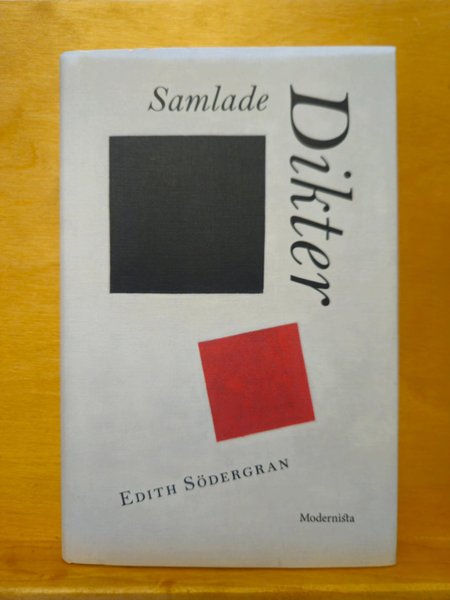 Samlade
Dikter
Edith Södergran
Modernista